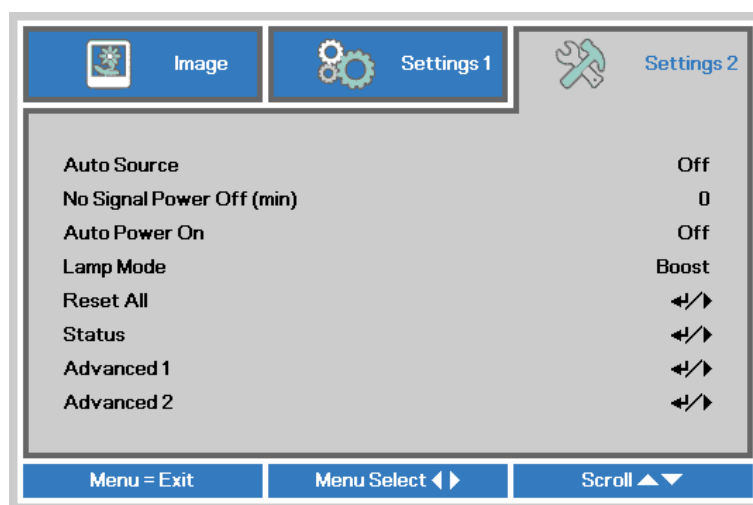 Image
Settings 1
Settings 2
Auto Source Off
No Signal Power Off (min) 0
Auto Power On Off
Lamp Mode Boost
Reset All ↵/▶
Status ↵/▶
Advanced 1 ↵/▶
Advanced 2 ↵/▶
Menu = Exit
Menu Select ◀▶
Scroll ▲▼